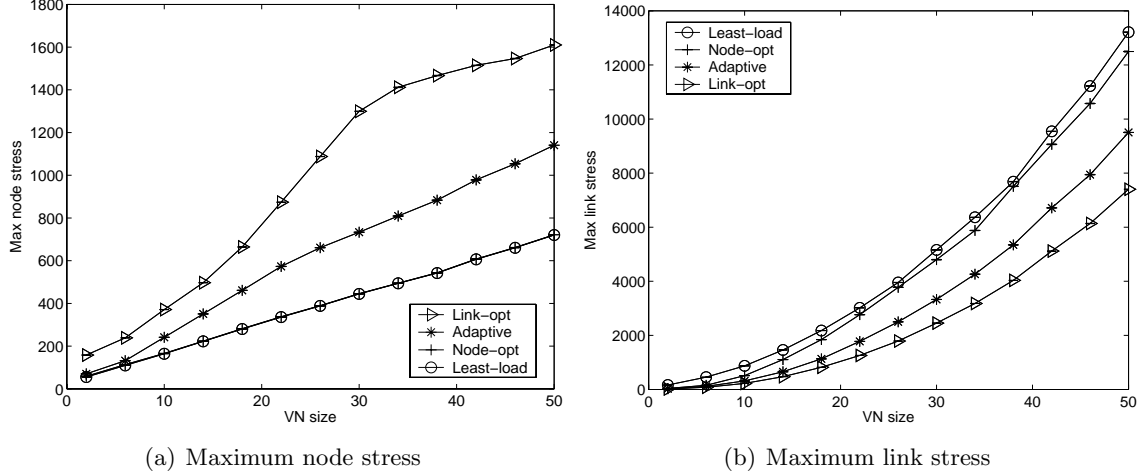 1800
1600
1400
1200
1000
800
600
400
200
0
Max node stress
0
10
20
30
40
50
VN size
Link-opt
Adaptive
Node-opt
Least-load
(a) Maximum node stress
14000
12000
10000
8000
6000
4000
2000
0
Max link stress
0
10
20
30
40
50
VN size
Least-load
Node-opt
Adaptive
Link-opt
(b) Maximum link stress